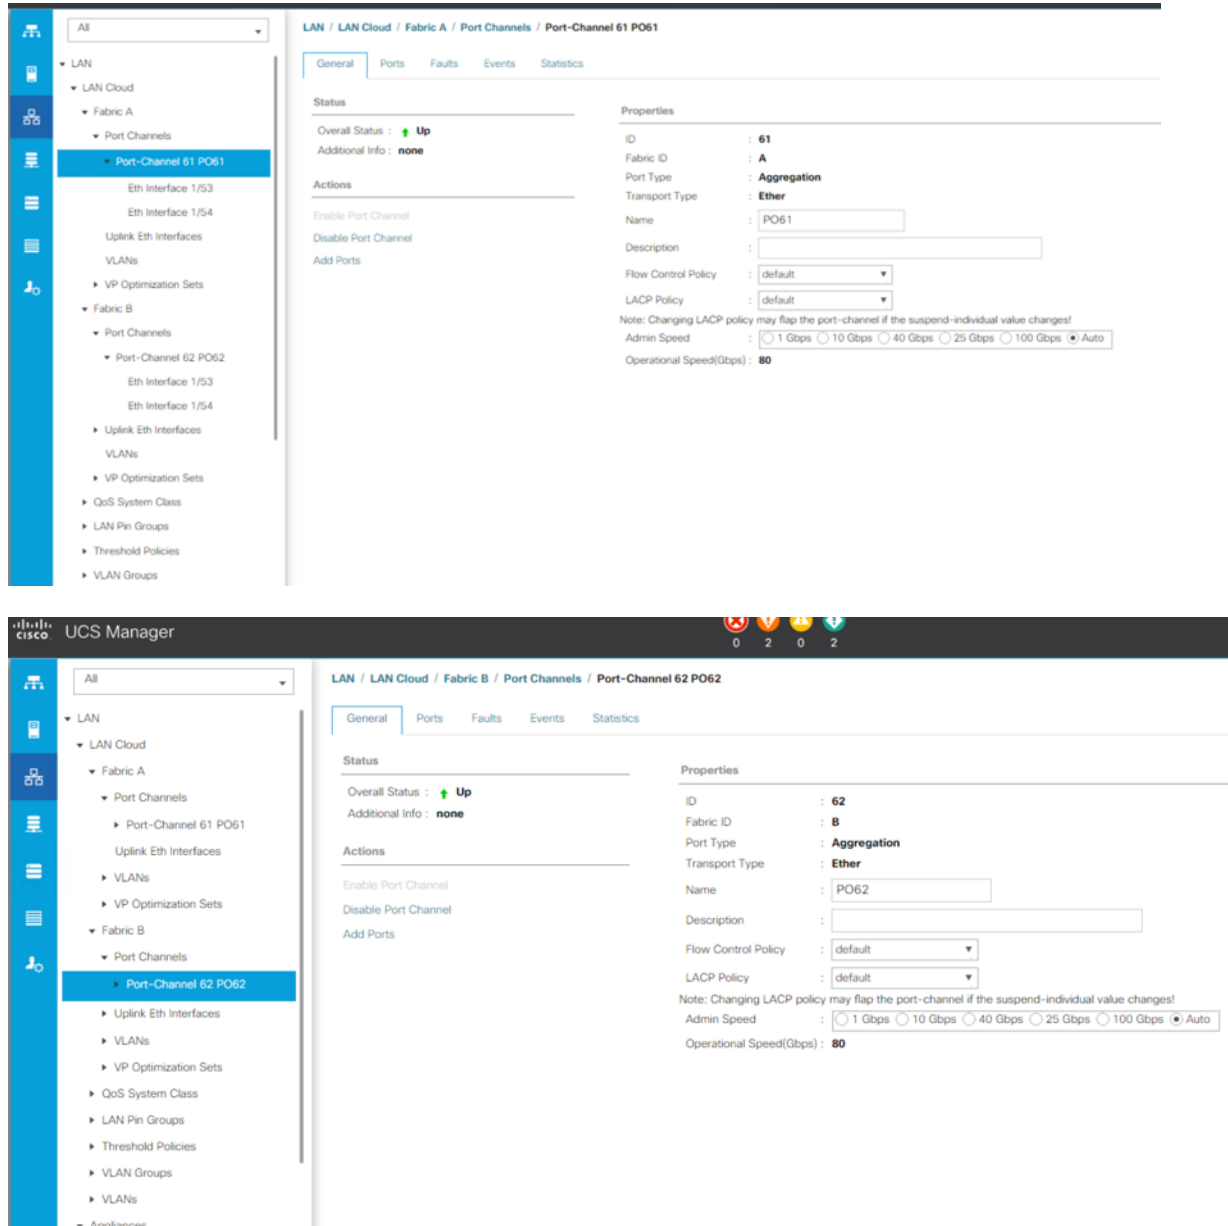 All
LAN
LAN Cloud
Fabric A
Port Channels
Port-Channel 61 PO61
Eth Interface 1/53
Eth Interface 1/54
Uplink Eth Interfaces
VLANs
VP Optimization Sets
Fabric B
Port Channels
Port-Channel 62 PO62
Eth Interface 1/53
Eth Interface 1/54
Uplink Eth Interfaces
VLANs
VP Optimization Sets
QoS System Class
LAN Pin Groups
Threshold Policies
VLAN Groups
LAN / LAN Cloud / Fabric A / Port Channels / Port-Channel 61 PO61
General Ports Faults Events Statistics
Status
Overall Status : Up
Additional Info : none
Actions
Enable Port Channel
Disable Port Channel
Add Ports
Properties
ID : 61
Fabric ID : A
Port Type : Aggregation
Transport Type : Ether
Name : PO61
Description :
Flow Control Policy : default
LACP Policy : default
Note: Changing LACP policy may flap the port-channel if the suspend-individual value changes!
Admin Speed : 1 Gbps 10 Gbps 40 Gbps 25 Gbps 100 Gbps Auto
Operational Speed(Gbps) : 80
cisco. UCS Manager
0 2 0 2
All
LAN
LAN Cloud
Fabric A
Port Channels
Port-Channel 61 PO61
Uplink Eth Interfaces
VLANs
VP Optimization Sets
Fabric B
Port Channels
Port-Channel 62 PO62
Uplink Eth Interfaces
VLANs
VP Optimization Sets
QoS System Class
LAN Pin Groups
Threshold Policies
VLAN Groups
VLANs
Appliances
LAN / LAN Cloud / Fabric B / Port Channels / Port-Channel 62 PO62
General Ports Faults Events Statistics
Status
Overall Status : Up
Additional Info : none
Actions
Enable Port Channel
Disable Port Channel
Add Ports
Properties
ID : 62
Fabric ID : B
Port Type : Aggregation
Transport Type : Ether
Name : PO62
Description :
Flow Control Policy : default
LACP Policy : default
Note: Changing LACP policy may flap the port-channel if the suspend-individual value changes!
Admin Speed : 1 Gbps 10 Gbps 40 Gbps 25 Gbps 100 Gbps Auto
Operational Speed(Gbps) : 80